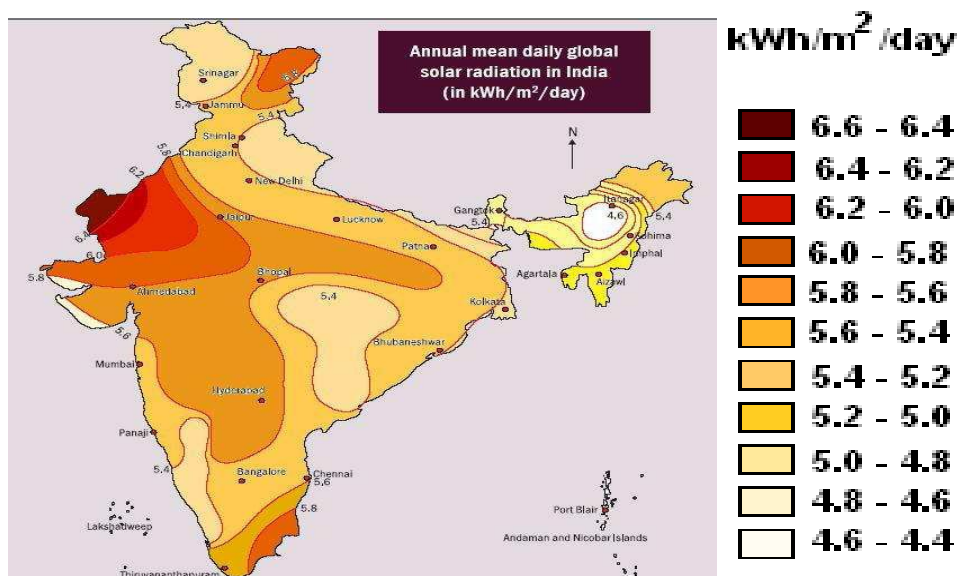 Annual mean daily global
solar radiation in India
(in kWh/m²/day)
kWh/m²/day
6.6 - 6.4
6.4 - 6.2
6.2 - 6.0
6.0 - 5.8
5.8 - 5.6
5.6 - 5.4
5.4 - 5.2
5.2 - 5.0
5.0 - 4.8
4.8 - 4.6
4.6 - 4.4
N
Srinagar
5,4
Jammu
5.4
Shimla
Chandigarh
5.8
6.2
New Delhi
Jaipur
Lucknow
Gangtok
5.4
Itanagar
4,6
5,4
Imphal
Patna
6.4
6.0
5.8
Ahmedabad
Bhopal
5.4
Kolkata
Agartala
Aizawl
5.6
Bhubaneshwar
Mumbai
Hyderabad
Panaji
5.4
Bangalore
Chennai
5,6
5.8
Lakshadweep
Port Blair
Andaman and Nicobar Islands
Thiruvananthapuram